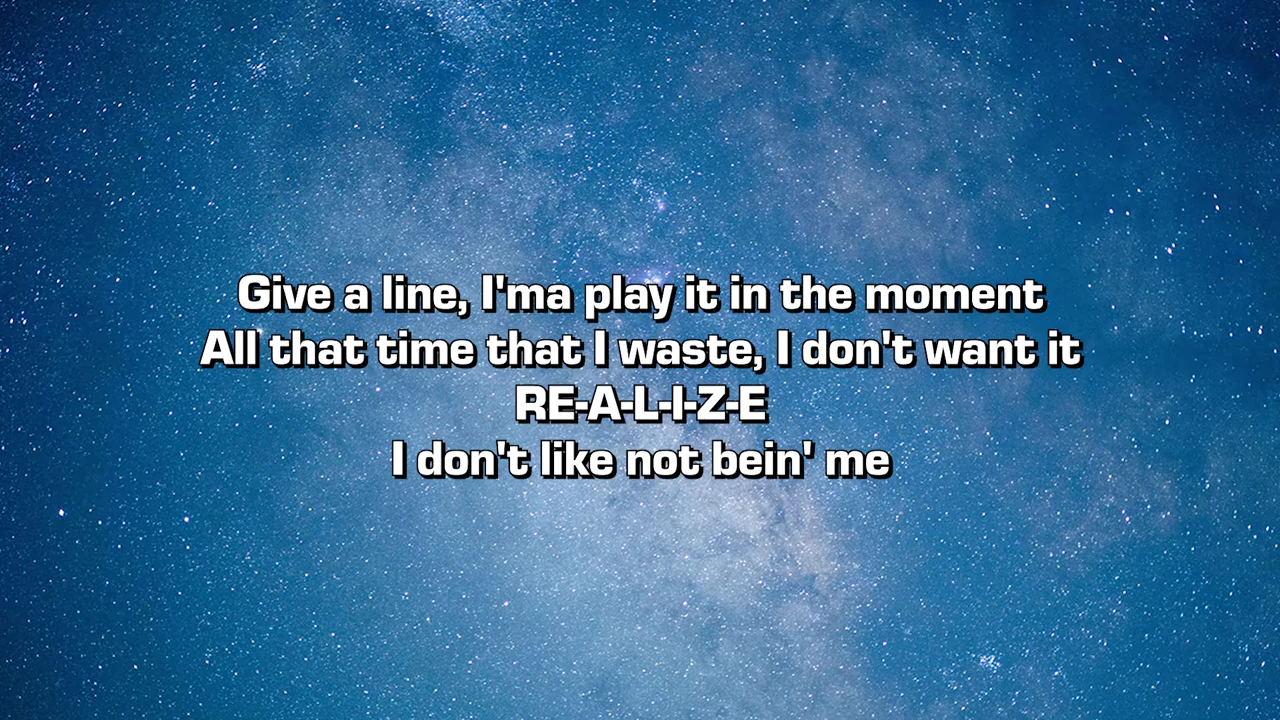 Give a line, I'ma play it in the moment
All that time that I waste, I don't want it
RE-A-L-I-Z-E
I don't like not bein' me